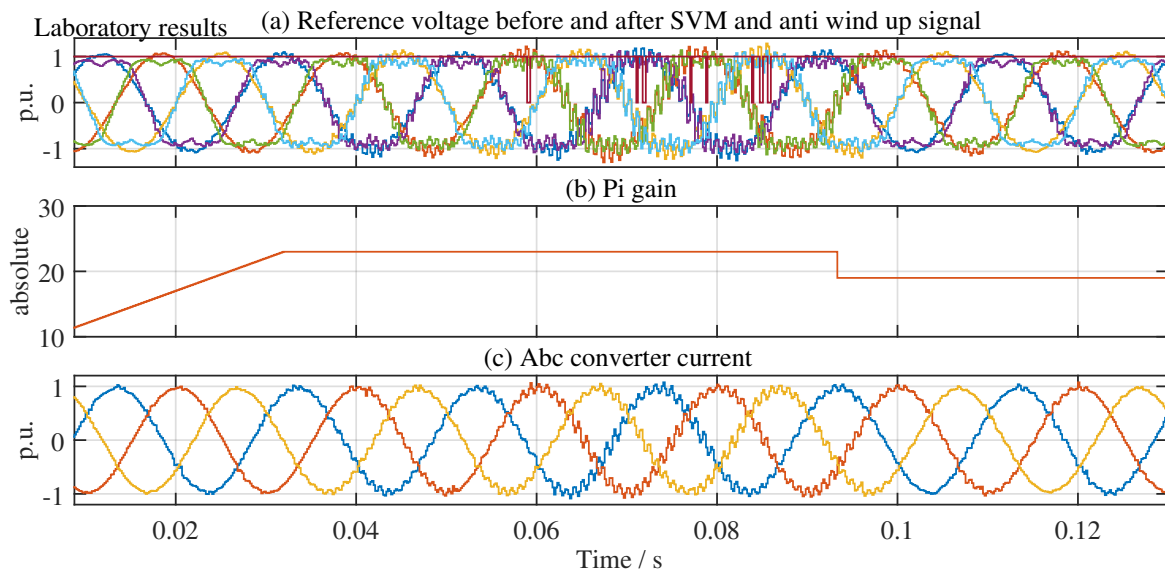 (a) Reference voltage before and after SVM and anti wind up signal
Laboratory results
1
0
-1
p.u.
(b) Pi gain
30
20
10
absolute
(c) Abc converter current
1
0
-1
p.u.
0.02 0.04 0.06 0.08 0.1 0.12
Time / s